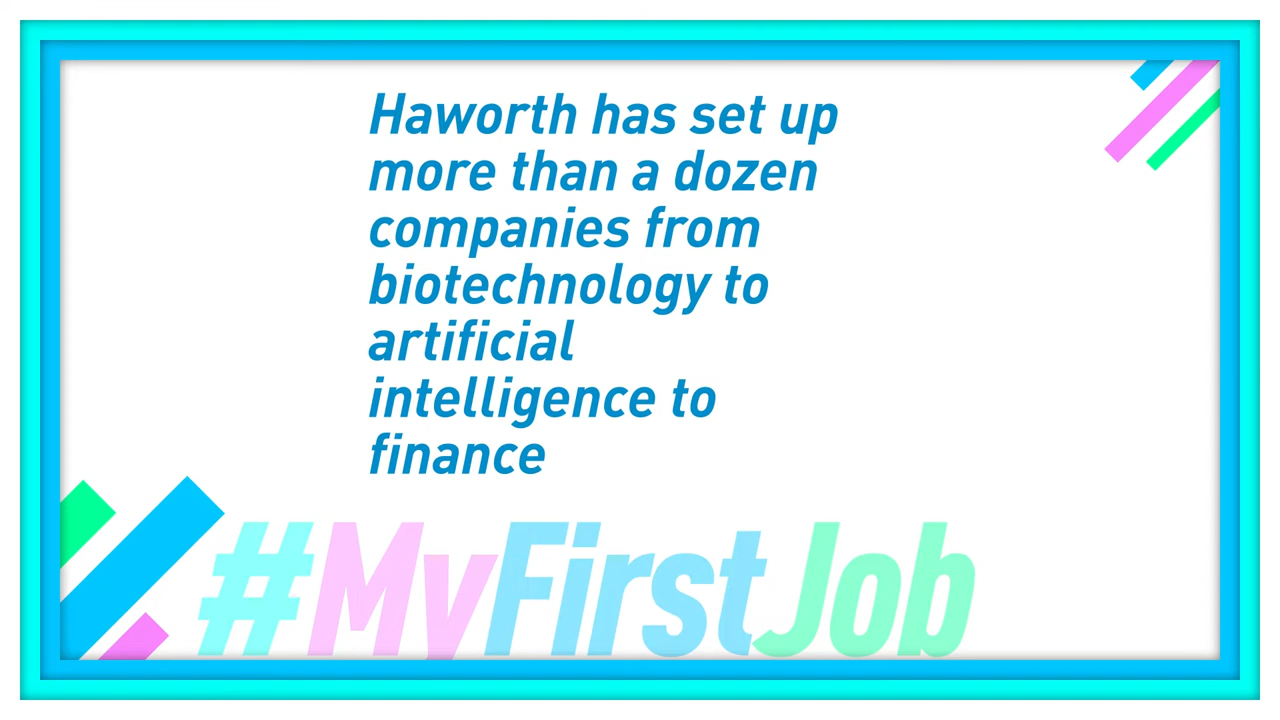 Haworth has set up
more than a dozen
companies from
biotechnology to
artificial
intelligence to
finance
#MyFirstJob